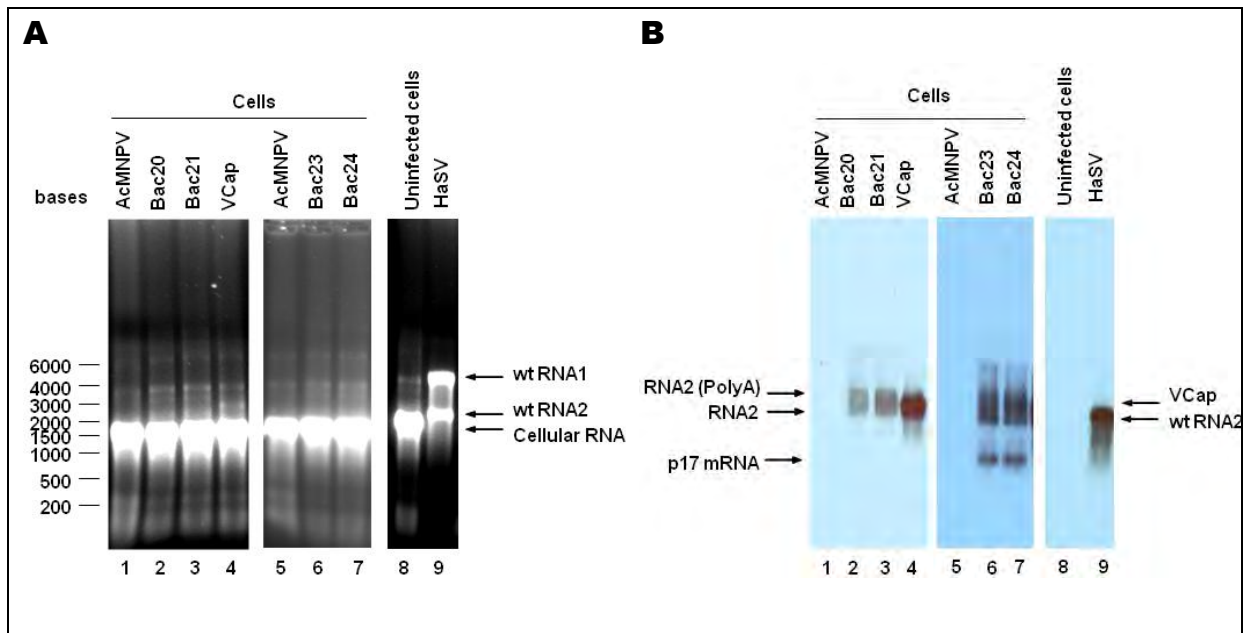 A
Cells
bases
AcMNPV
Bac20
Bac21
VCap
AcMNPV
Bac23
Bac24
Uninfected cells
HaSV
6000
4000
3000
2000
1500
1000
500
200
wt RNA1
wt RNA2
Cellular RNA
1 2 3 4 5 6 7 8 9
B
Cells
AcMNPV
Bac20
Bac21
VCap
AcMNPV
Bac23
Bac24
Uninfected cells
HaSV
RNA2 (PolyA)
RNA2
p17 mRNA
VCap
wt RNA2
1 2 3 4 5 6 7 8 9